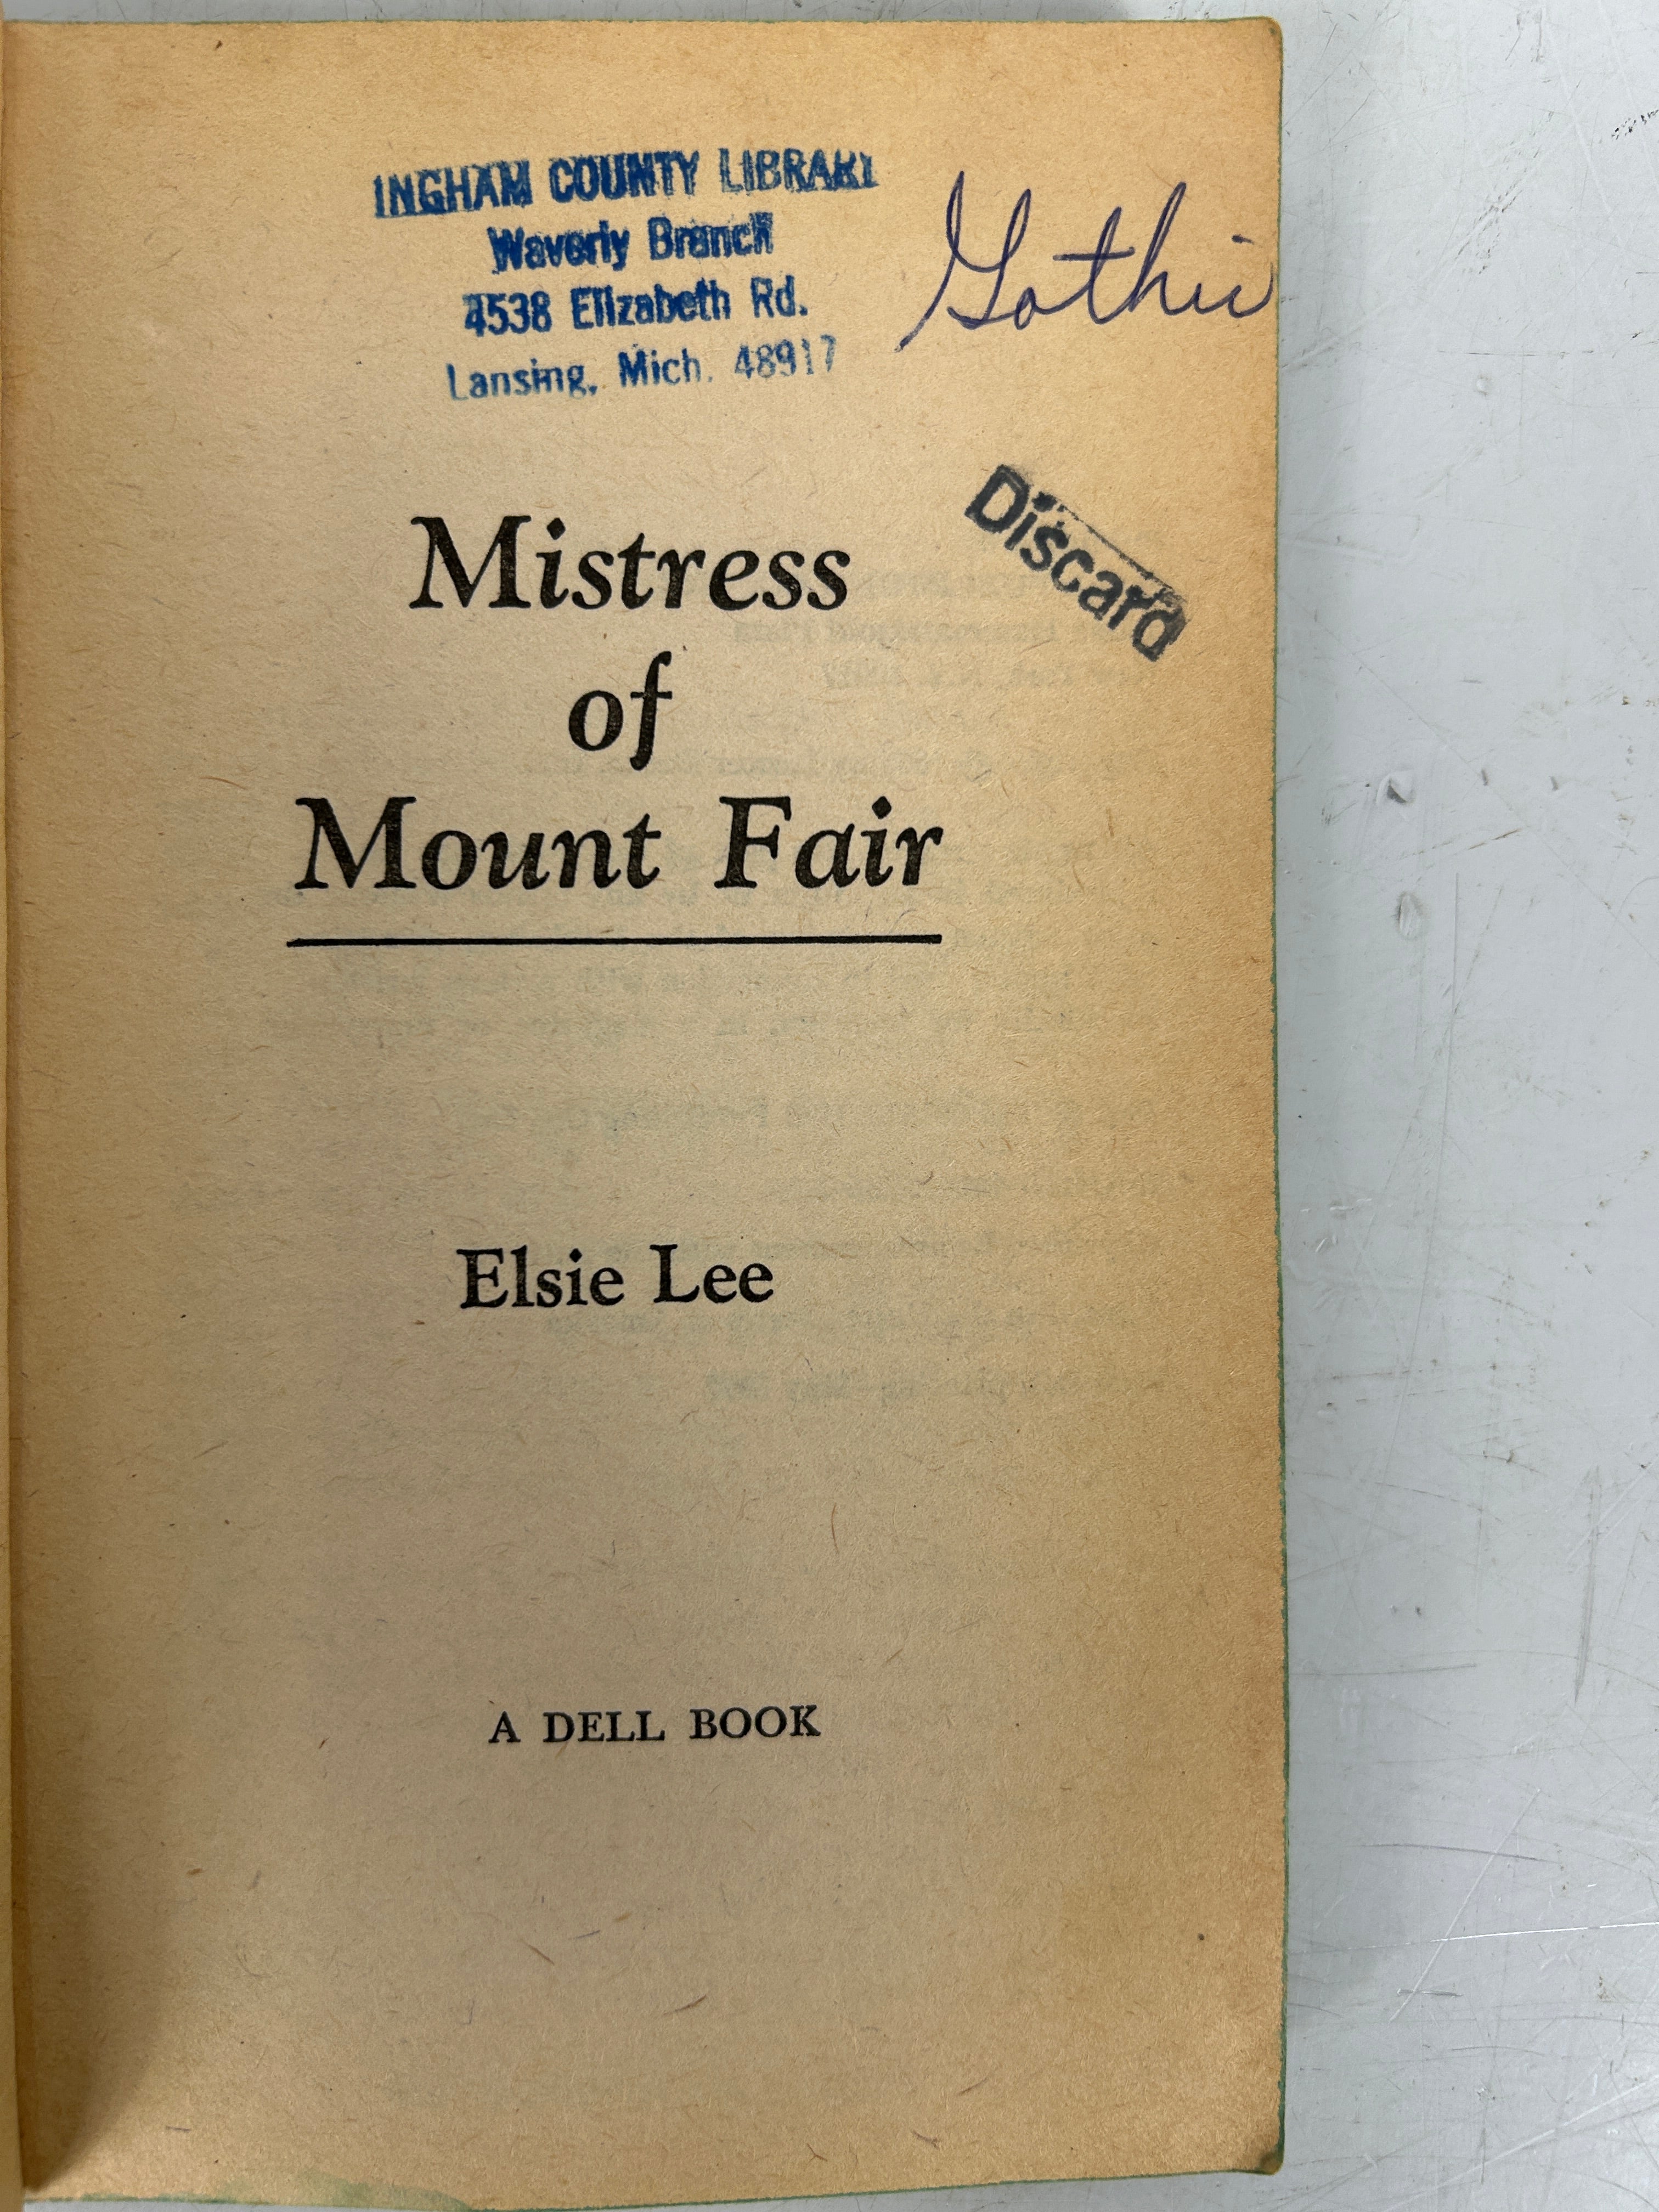 INGHAM COUNTY LIBRARY
Waverly Branch
4538 Elizabeth Rd.
Lansing, Mich. 48917
Gothic
Discard
Mistress
of
Mount Fair
Elsie Lee
A DELL BOOK